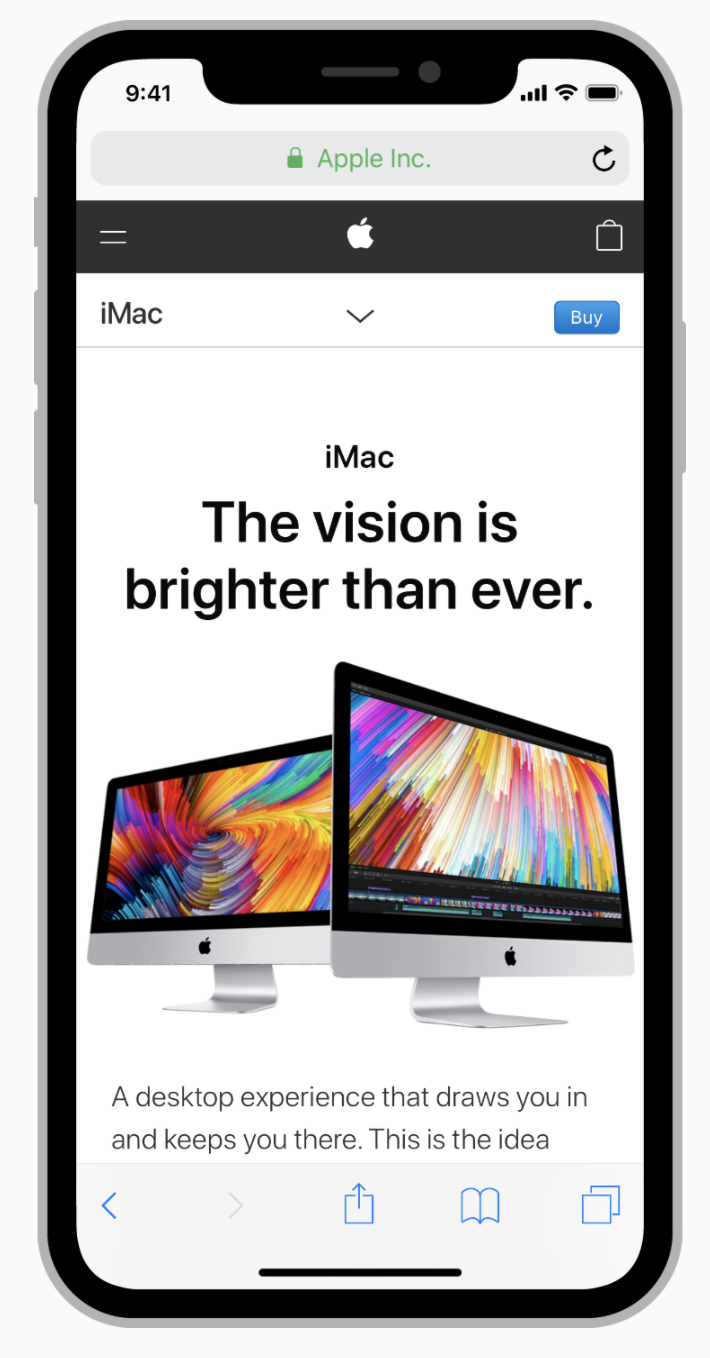 9:41
Apple Inc.
iMac
Buy
iMac
The vision is
brighter than ever.
A desktop experience that draws you in
and keeps you there. This is the idea